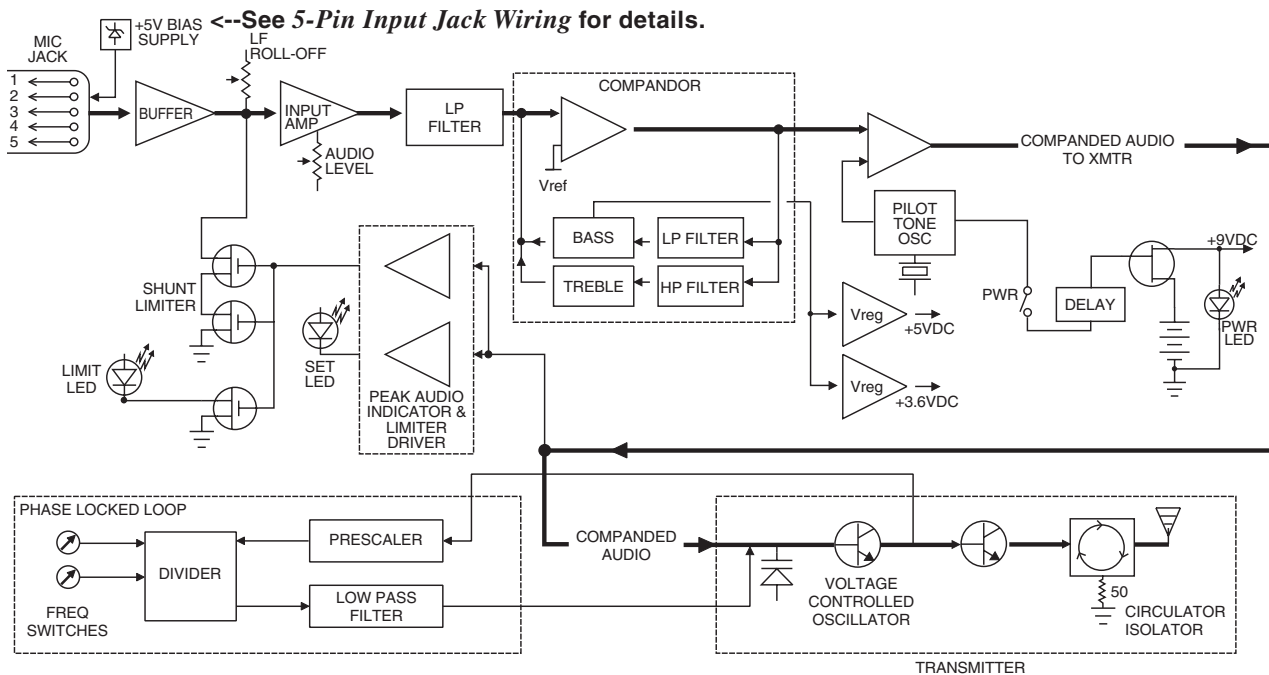 <--See 5-Pin Input Jack Wiring for details.
+5V BIAS
SUPPLY
MIC
JACK
1
2
3
4
5
BUFFER
LF
ROLL-OFF
INPUT
AMP
AUDIO
LEVEL
LP
FILTER
COMPANDOR
Vref
BASS
LP FILTER
TREBLE
HP FILTER
COMPANDED AUDIO
TO XMTR
PILOT
TONE
OSC
+9VDC
PWR
DELAY
PWR
LED
Vreg
+5VDC
Vreg
+3.6VDC
SHUNT
LIMITER
LIMIT
LED
SET
LED
PEAK AUDIO
INDICATOR &
LIMITER
DRIVER
PHASE LOCKED LOOP
PRESCALER
DIVIDER
LOW PASS
FILTER
FREQ
SWITCHES
COMPANDED
AUDIO
VOLTAGE
CONTROLLED
OSCILLATOR
50
CIRCULATOR
ISOLATOR
TRANSMITTER